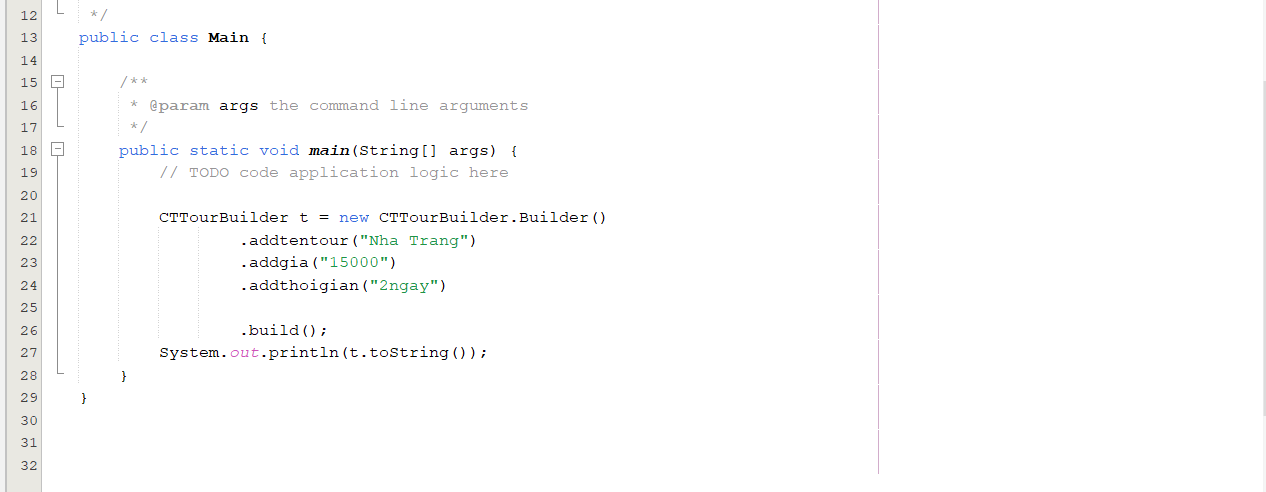 12 */
13 public class Main {
14
15 /**
16 * @param args the command line arguments
17 */
18 public static void main(String[] args) {
19 // TODO code application logic here
20
21 CTTourBuilder t = new CTTourBuilder.Builder()
22 .addtentour("Nha Trang")
23 .addgia("15000")
24 .addthoigian("2ngay")
25
26 .build();
27 System.out.println(t.toString());
28 }
29 }
30
31
32